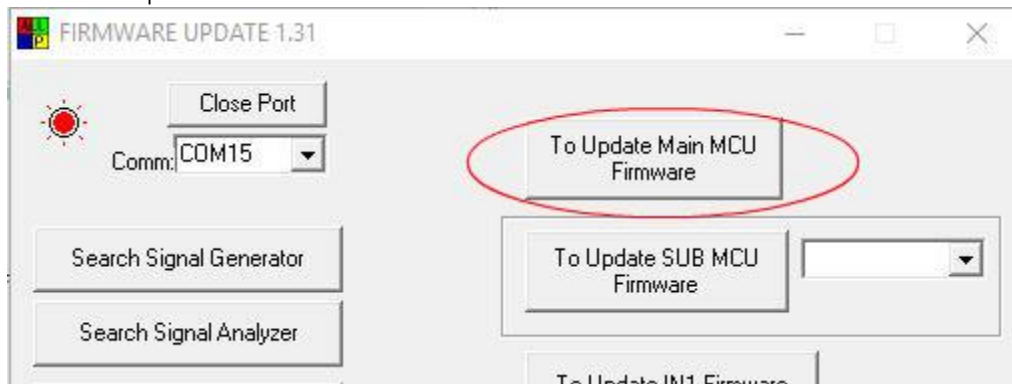 FIRMWARE UPDATE 1.31
Close Port
Comm: COM15
To Update Main MCU
Firmware
Search Signal Generator
To Update SUB MCU
Firmware
Search Signal Analyzer
To Update IN1 Firmware